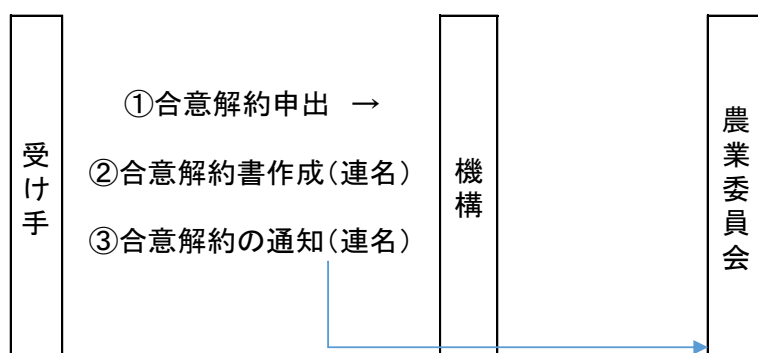 受け手
①合意解約申出 →
②合意解約書作成(連名)
③合意解約の通知(連名)
機構
農業委員会